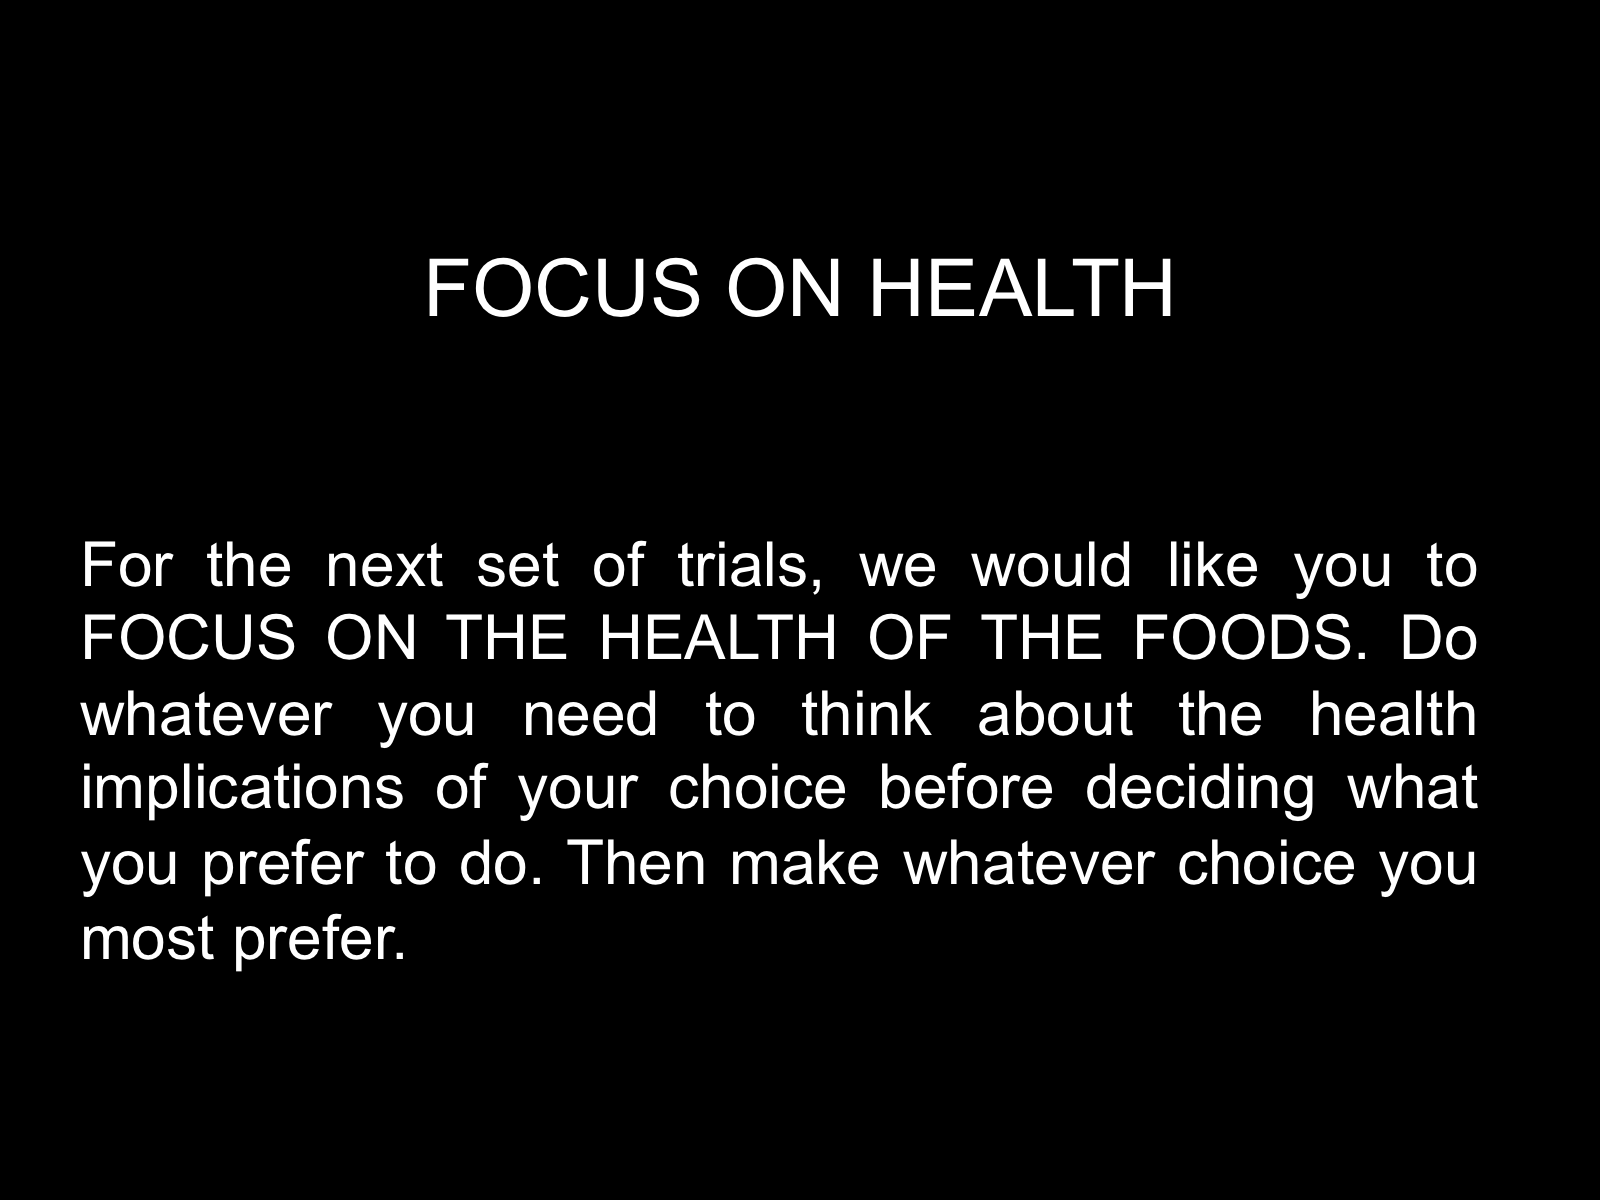 FOCUS ON HEALTH
For the next set of trials, we would like you to
FOCUS ON THE HEALTH OF THE FOODS. Do
whatever you need to think about the health
implications of your choice before deciding what
you prefer to do. Then make whatever choice you
most prefer.